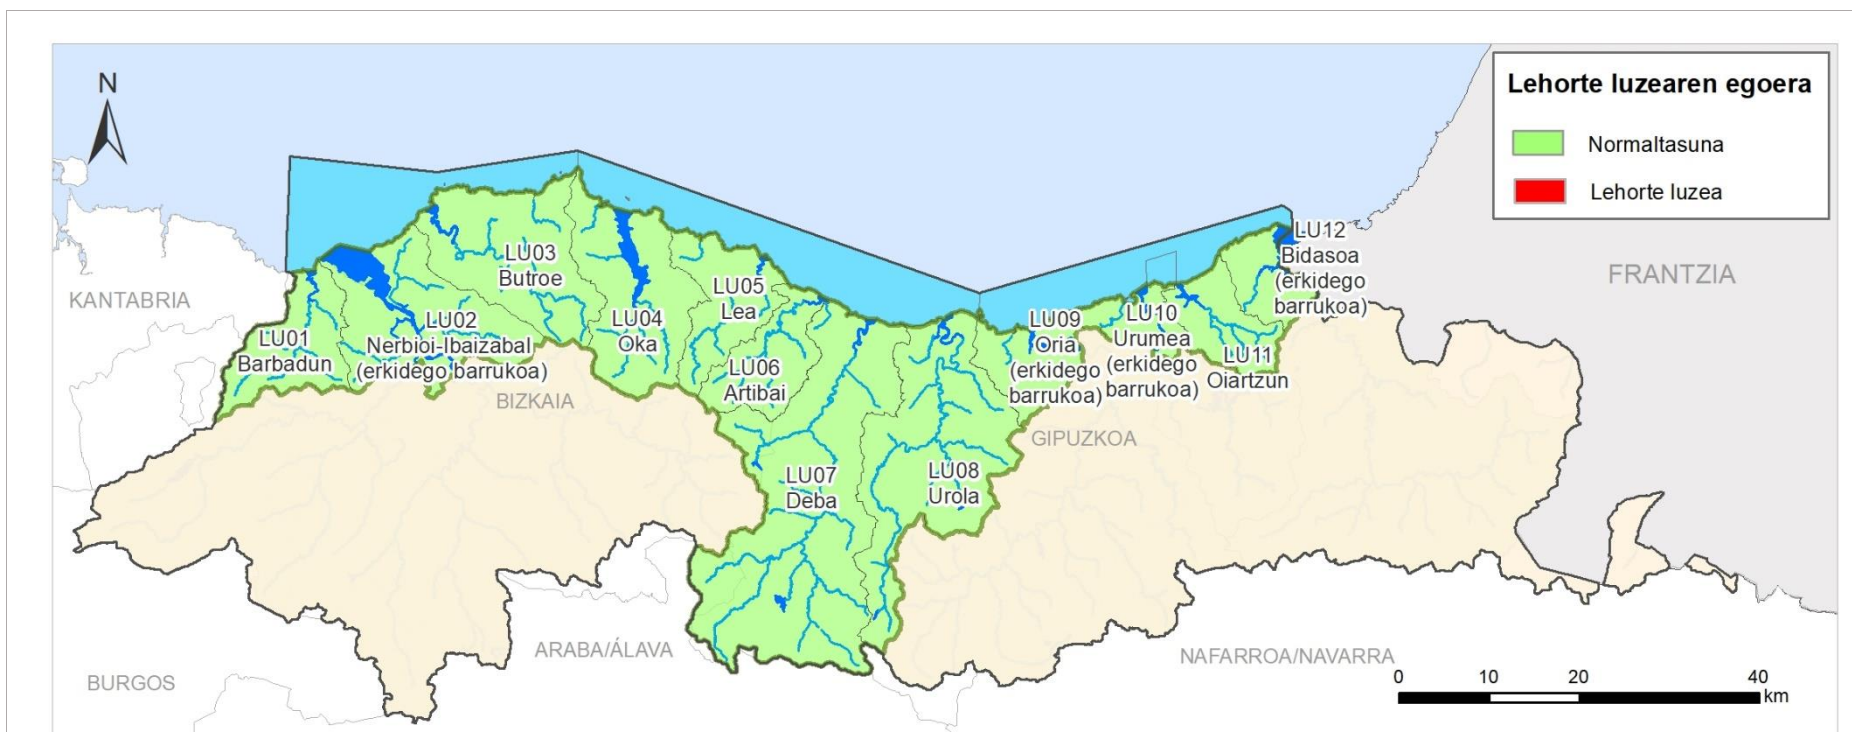 N
Lehorte luzearen egoera
Normaltasuna
Lehorte luzea
KANTABRIA
FRANTZIA
BIZKAIA
GIPUZKOA
ARABA/ÁLAVA
NAFARROA/NAVARRA
BURGOS
LU01
Barbadun
LU02
Nerbioi-Ibaizabal
(erkidego barrukoa)
LU03
Butroe
LU04
Oka
LU05
Lea
LU06
Artibai
LU07
Deba
LU08
Urola
LU09
Oria
(erkidego
barrukoa)
LU10
Urumea
(erkidego
barrukoa)
LU11
Oiartzun
LU12
Bidasoa
(erkidego
barrukoa)
0 10 20 40
km